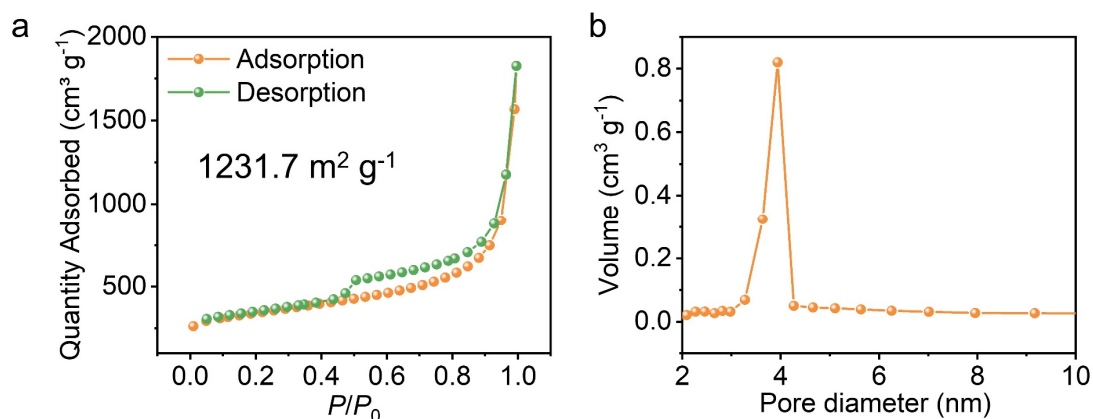 a
Quantity Adsorbed (cm³ g⁻¹)
2000
1500
1000
500
Adsorption
Desorption
1231.7 m² g⁻¹
0.0 0.2 0.4 0.6 0.8 1.0
P/P₀
b
Volume (cm³ g⁻¹)
0.8
0.6
0.4
0.2
0.0
2 4 6 8 10
Pore diameter (nm)